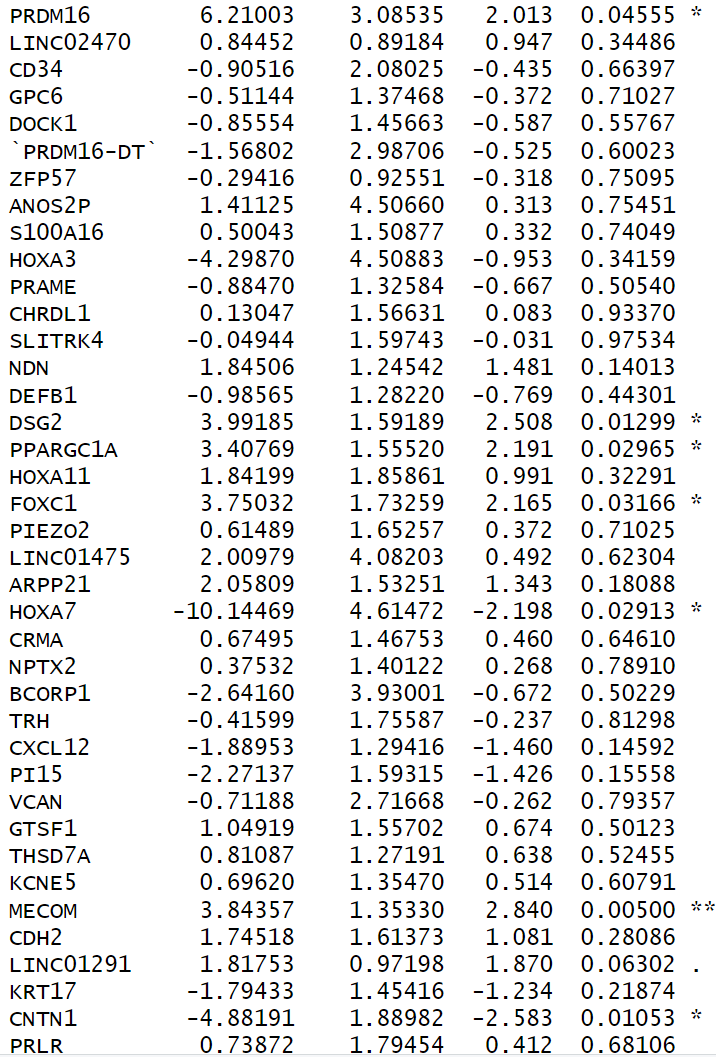 PRDM16 6.21003 3.08535 2.013 0.04555 *
LINC02470 0.84452 0.89184 0.947 0.34486
CD34 -0.90516 2.08025 -0.435 0.66397
GPC6 -0.51144 1.37468 -0.372 0.71027
DOCK1 -0.85554 1.45663 -0.587 0.55767
`PRDM16-DT` -1.56802 2.98706 -0.525 0.60023
ZFP57 -0.29416 0.92551 -0.318 0.75095
ANOS2P 1.41125 4.50660 0.313 0.75451
S100A16 0.50043 1.50877 0.332 0.74049
HOXA3 -4.29870 4.50883 -0.953 0.34159
PRAME -0.88470 1.32584 -0.667 0.50540
CHRDL1 0.13047 1.56631 0.083 0.93370
SLITRK4 -0.04944 1.59743 -0.031 0.97534
NDN 1.84506 1.24542 1.481 0.14013
DEFB1 -0.98565 1.28220 -0.769 0.44301
DSG2 3.99185 1.59189 2.508 0.01299 *
PPARGC1A 3.40769 1.55520 2.191 0.02965 *
HOXA11 1.84199 1.85861 0.991 0.32291
FOXC1 3.75032 1.73259 2.165 0.03166 *
PIEZO2 0.61489 1.65257 0.372 0.71025
LINC01475 2.00979 4.08203 0.492 0.62304
ARPP21 2.05809 1.53251 1.343 0.18088
HOXA7 -10.14469 4.61472 -2.198 0.02913 *
CRMA 0.67495 1.46753 0.460 0.64610
NPTX2 0.37532 1.40122 0.268 0.78910
BCORP1 -2.64160 3.93001 -0.672 0.50229
TRH -0.41599 1.75587 -0.237 0.81298
CXCL12 -1.88953 1.29416 -1.460 0.14592
PI15 -2.27137 1.59315 -1.426 0.15558
VCAN -0.71188 2.71668 -0.262 0.79357
GTSF1 1.04919 1.55702 0.674 0.50123
THSD7A 0.81087 1.27191 0.638 0.52455
KCNE5 0.69620 1.35470 0.514 0.60791
MECOM 3.84357 1.35330 2.840 0.00500 **
CDH2 1.74518 1.61373 1.081 0.28086
LINC01291 1.81753 0.97198 1.870 0.06302 .
KRT17 -1.79433 1.45416 -1.234 0.21874
CNTN1 -4.88191 1.88982 -2.583 0.01053 *
PRLR 0.73872 1.79454 0.412 0.68106